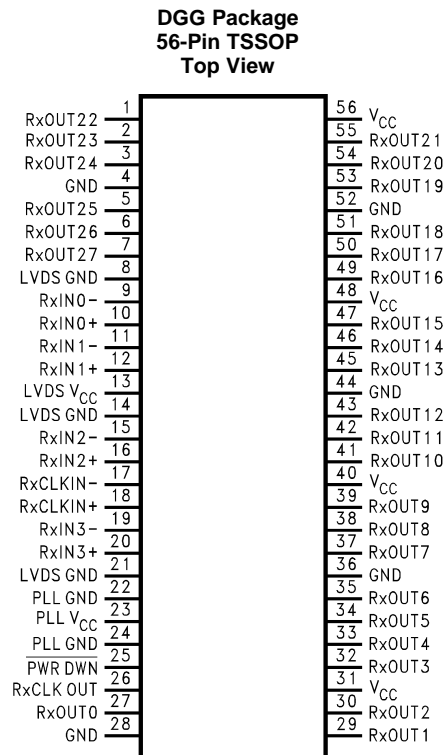 DGG Package
56-Pin TSSOP
Top View
RxOUT22 1
RxOUT23 2
RxOUT24 3
GND 4
RxOUT25 5
RxOUT26 6
RxOUT27 7
LVDS GND 8
RxIN0- 9
RxIN0+ 10
RxIN1- 11
RxIN1+ 12
LVDS VCC 13
LVDS GND 14
RxIN2- 15
RxIN2+ 16
RxCLKIN- 17
RxCLKIN+ 18
RxIN3- 19
RxIN3+ 20
LVDS GND 21
PLL GND 22
PLL VCC 23
PLL GND 24
PWR DWN 25
RxCLK OUT 26
RxOUT0 27
GND 28
56 VCC
55 RxOUT21
54 RxOUT20
53 RxOUT19
52 GND
51 RxOUT18
50 RxOUT17
49 RxOUT16
48 VCC
47 RxOUT15
46 RxOUT14
45 RxOUT13
44 GND
43 RxOUT12
42 RxOUT11
41 RxOUT10
40 VCC
39 RxOUT9
38 RxOUT8
37 RxOUT7
36 GND
35 RxOUT6
34 RxOUT5
33 RxOUT4
32 RxOUT3
31 VCC
30 RxOUT2
29 RxOUT1